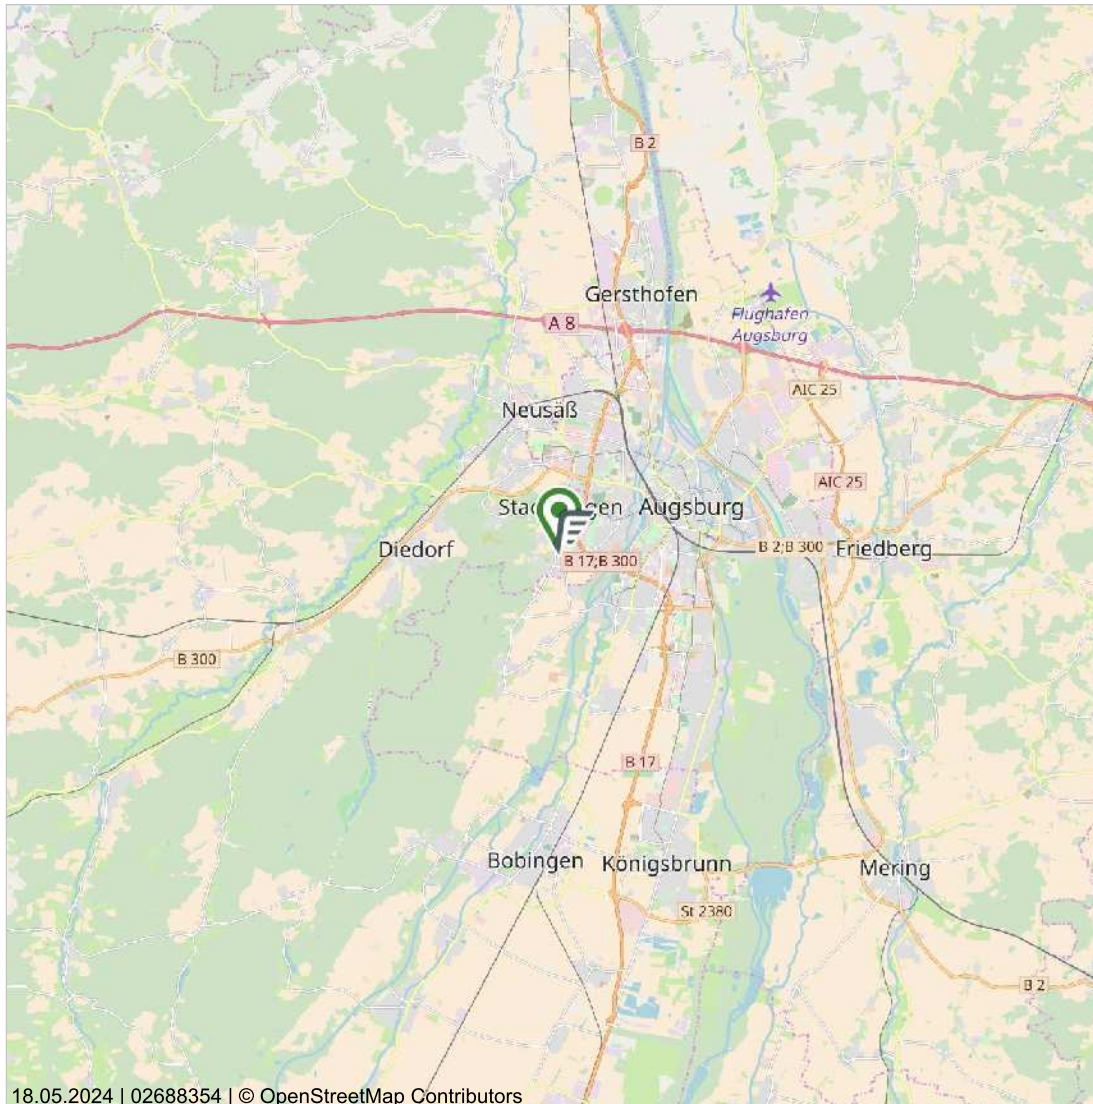 B 2
Gersthofen
Flughafen
Augsburg
A 8
AIC 25
Neusäß
AIC 25
Augsburg
Diedorf
B 17;B 300
B 2;B 300
Friedberg
B 300
B 17
Bobingen
Königsbrunn
Mering
St 2380
B 2
18.05.2024 | 02688354 | © OpenStreetMap Contributors